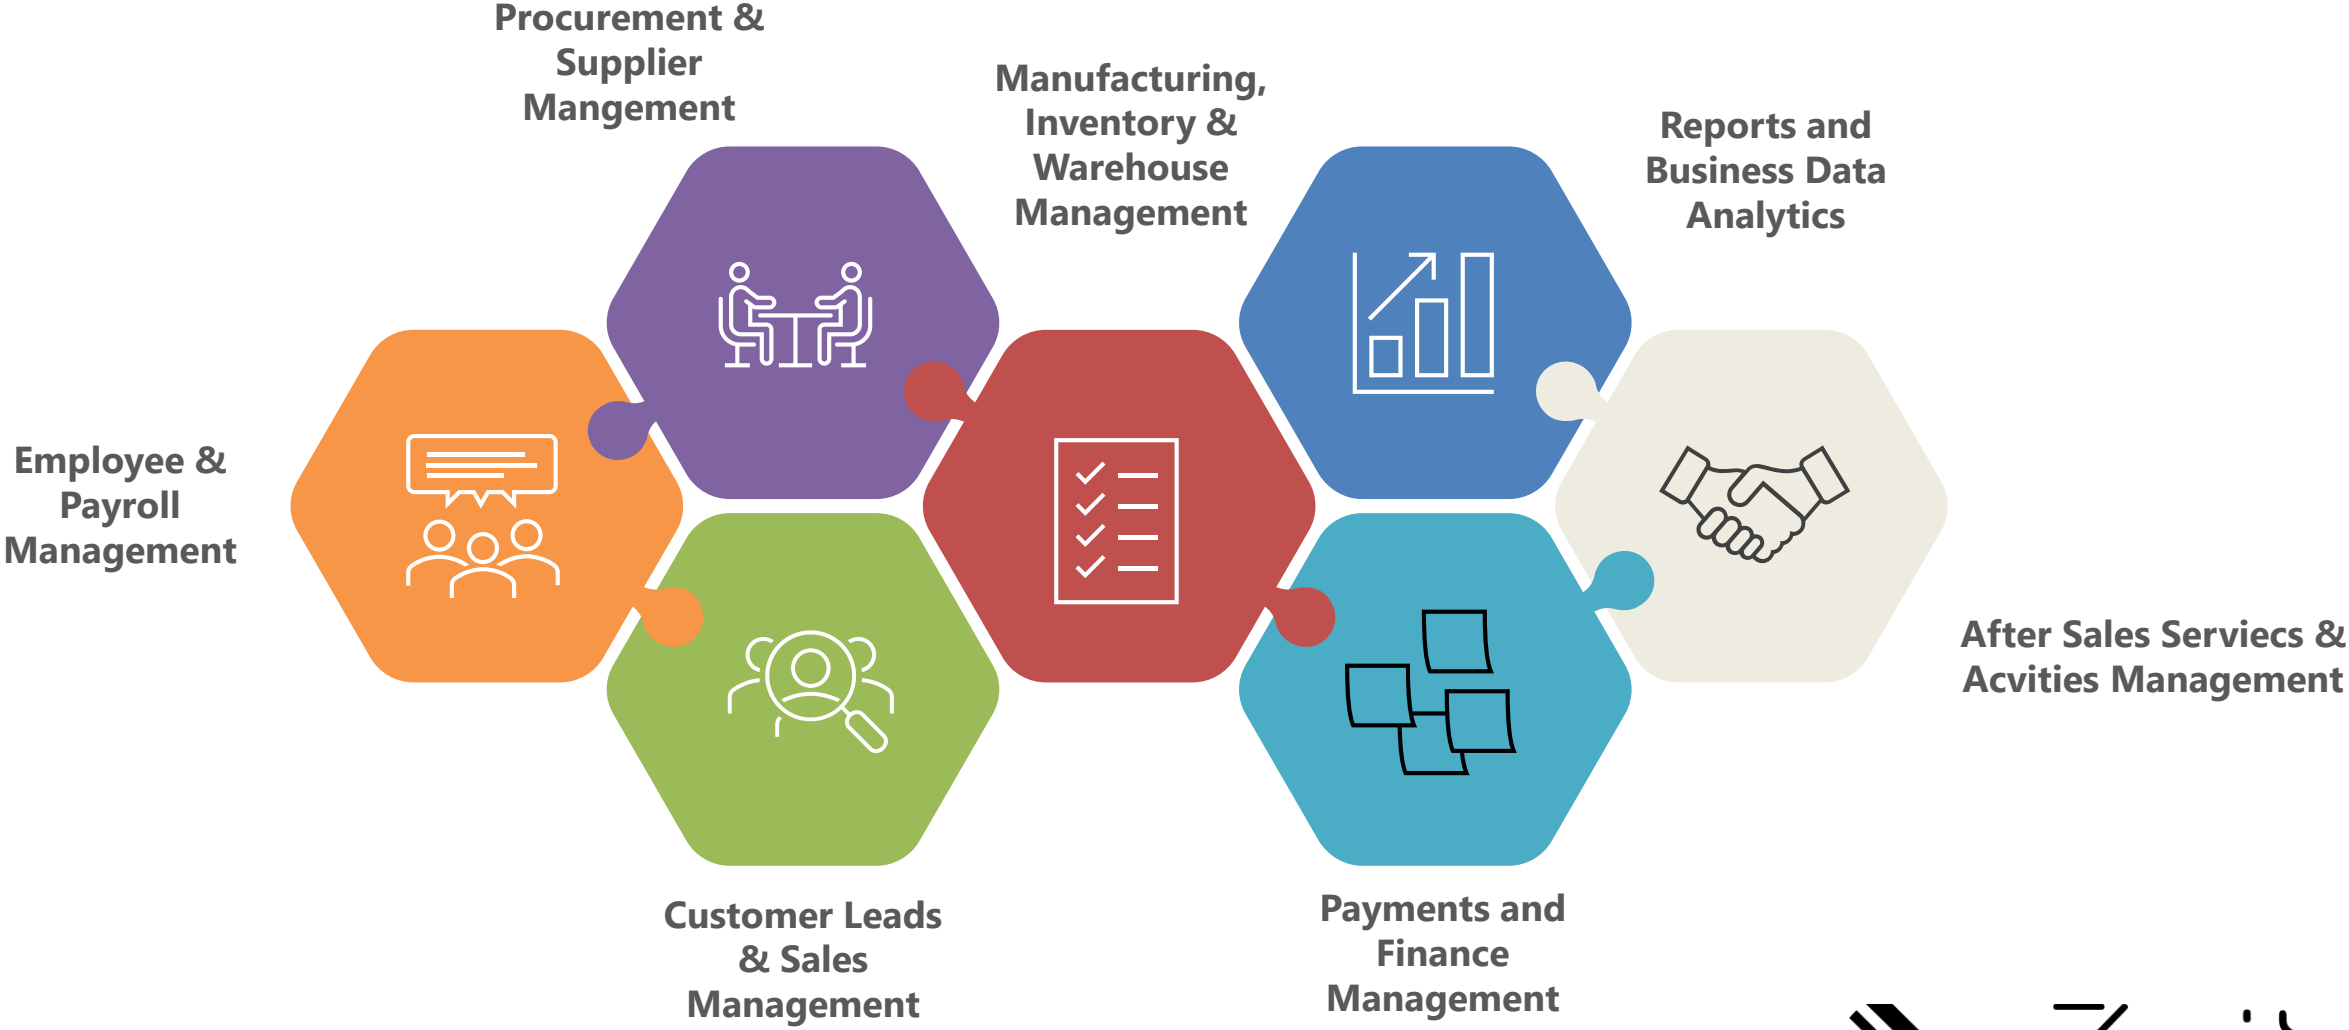 Procurement &
Supplier
Mangement
Manufacturing,
Inventory &
Warehouse
Management
Reports and
Business Data
Analytics
Employee &
Payroll
Management
After Sales Serviecs &
Acvities Management
Customer Leads
& Sales
Management
Payments and
Finance
Management